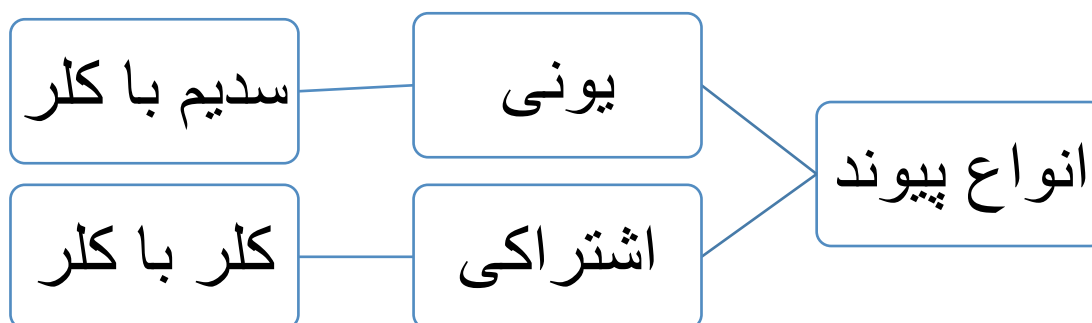 انواع پیوند
یونی
سدیم با کلر
اشتراکی
کلر با کلر